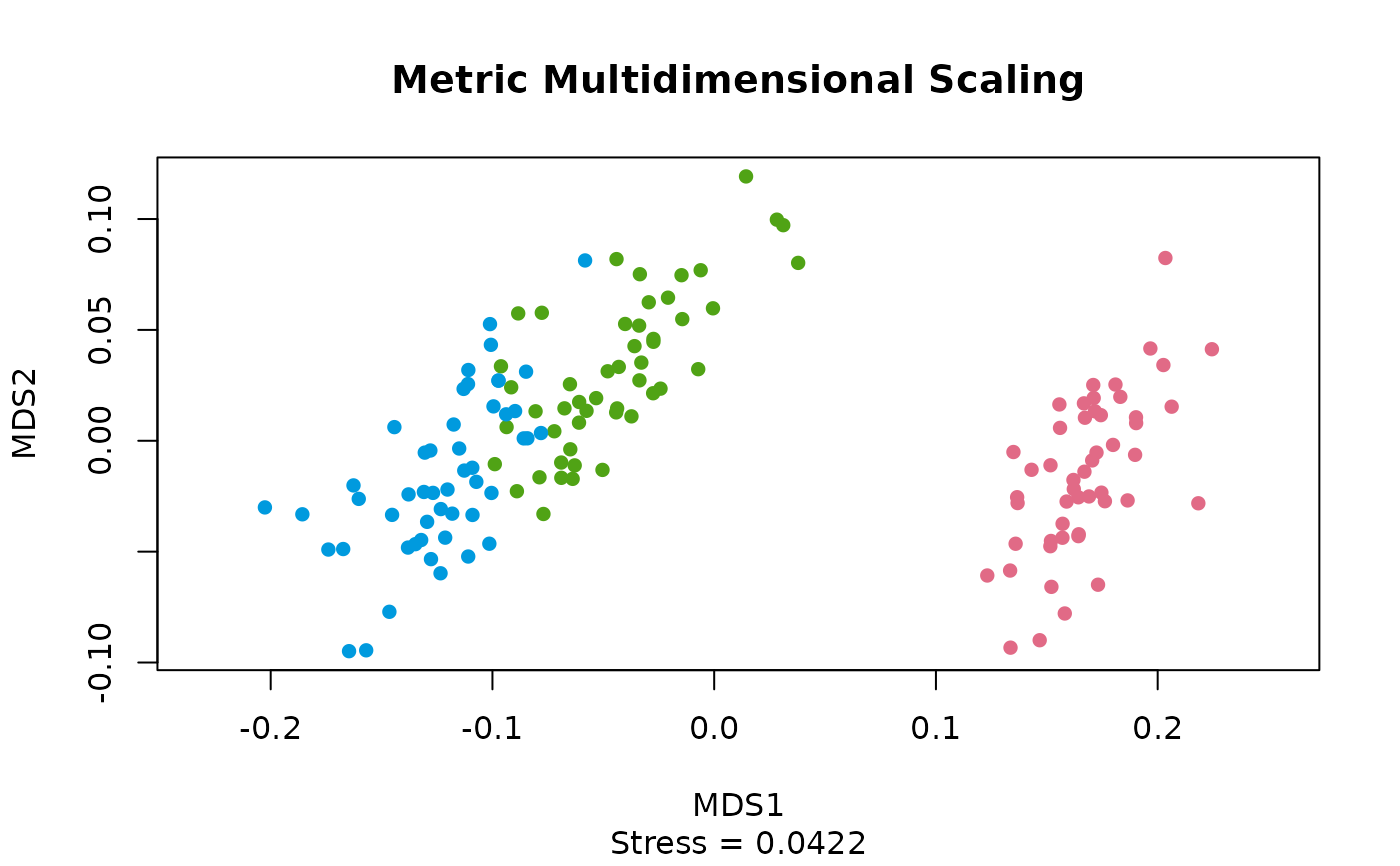 Metric Multidimensional Scaling
0.10
0.05
0.00
-0.10
MDS2
-0.2 -0.1 0.0 0.1 0.2
MDS1
Stress = 0.0422